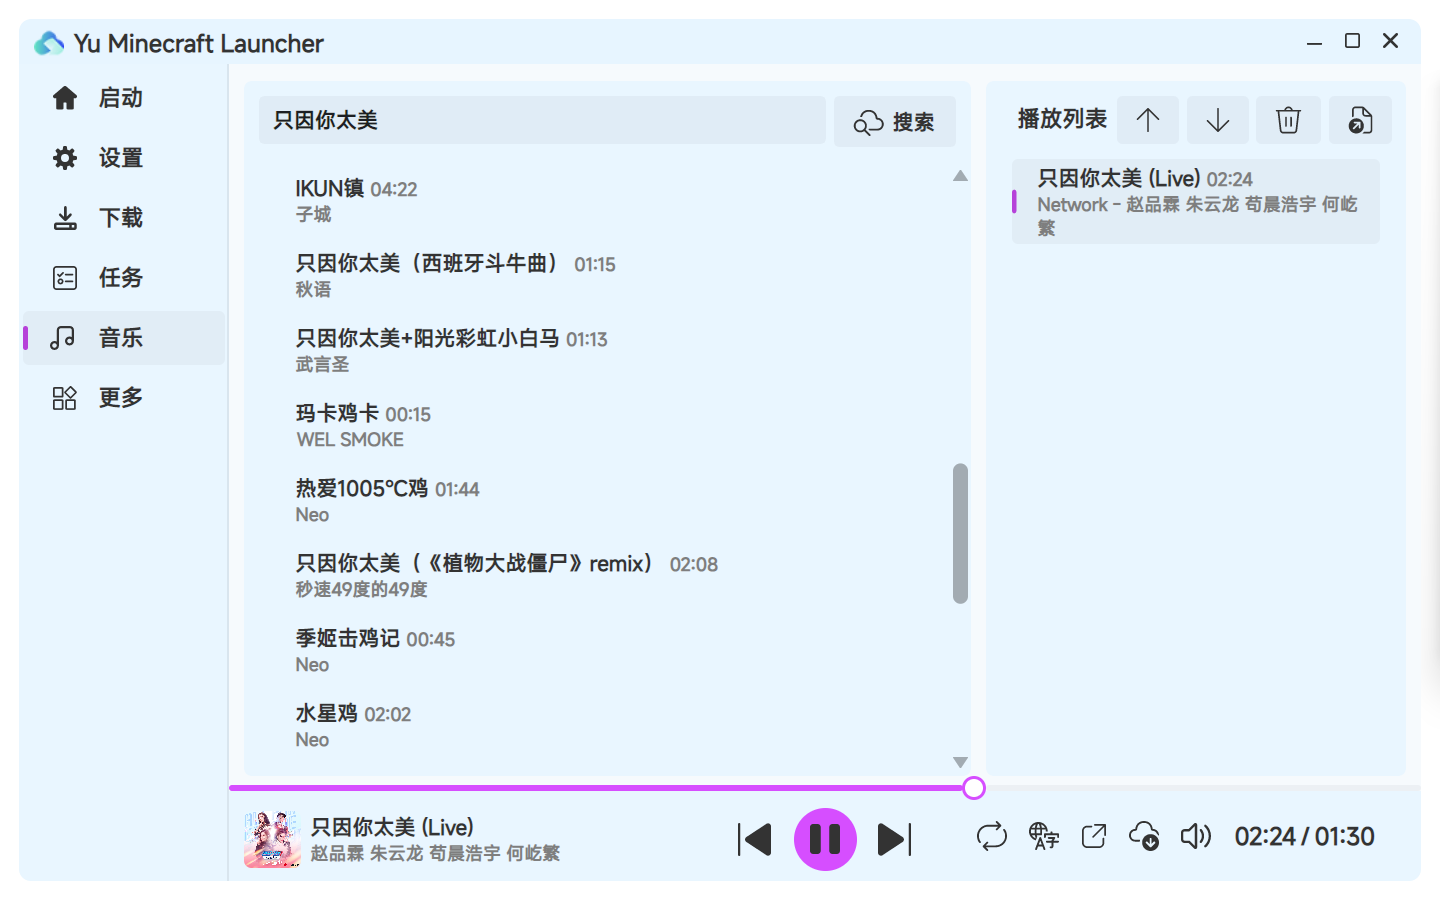 Yu Minecraft Launcher
启动
设置
下载
任务
音乐
更多
只因你太美
搜索
IKUN镇 04:22
子城
只因你太美（西班牙斗牛曲） 01:15
秋语
只因你太美+阳光彩虹小白马 01:13
武言圣
玛卡鸡卡 00:15
WEL SMOKE
热爱1005℃鸡 01:44
Neo
只因你太美（《植物大战僵尸》remix） 02:08
秒速49度的49度
季姬击鸡记 00:45
Neo
水星鸡 02:02
Neo
播放列表
只因你太美 (Live) 02:24
Network - 赵品霖 朱云龙 苟晨浩宇 何屹
繁
只因你太美 (Live)
赵品霖 朱云龙 苟晨浩宇 何屹繁
02:24 / 01:30